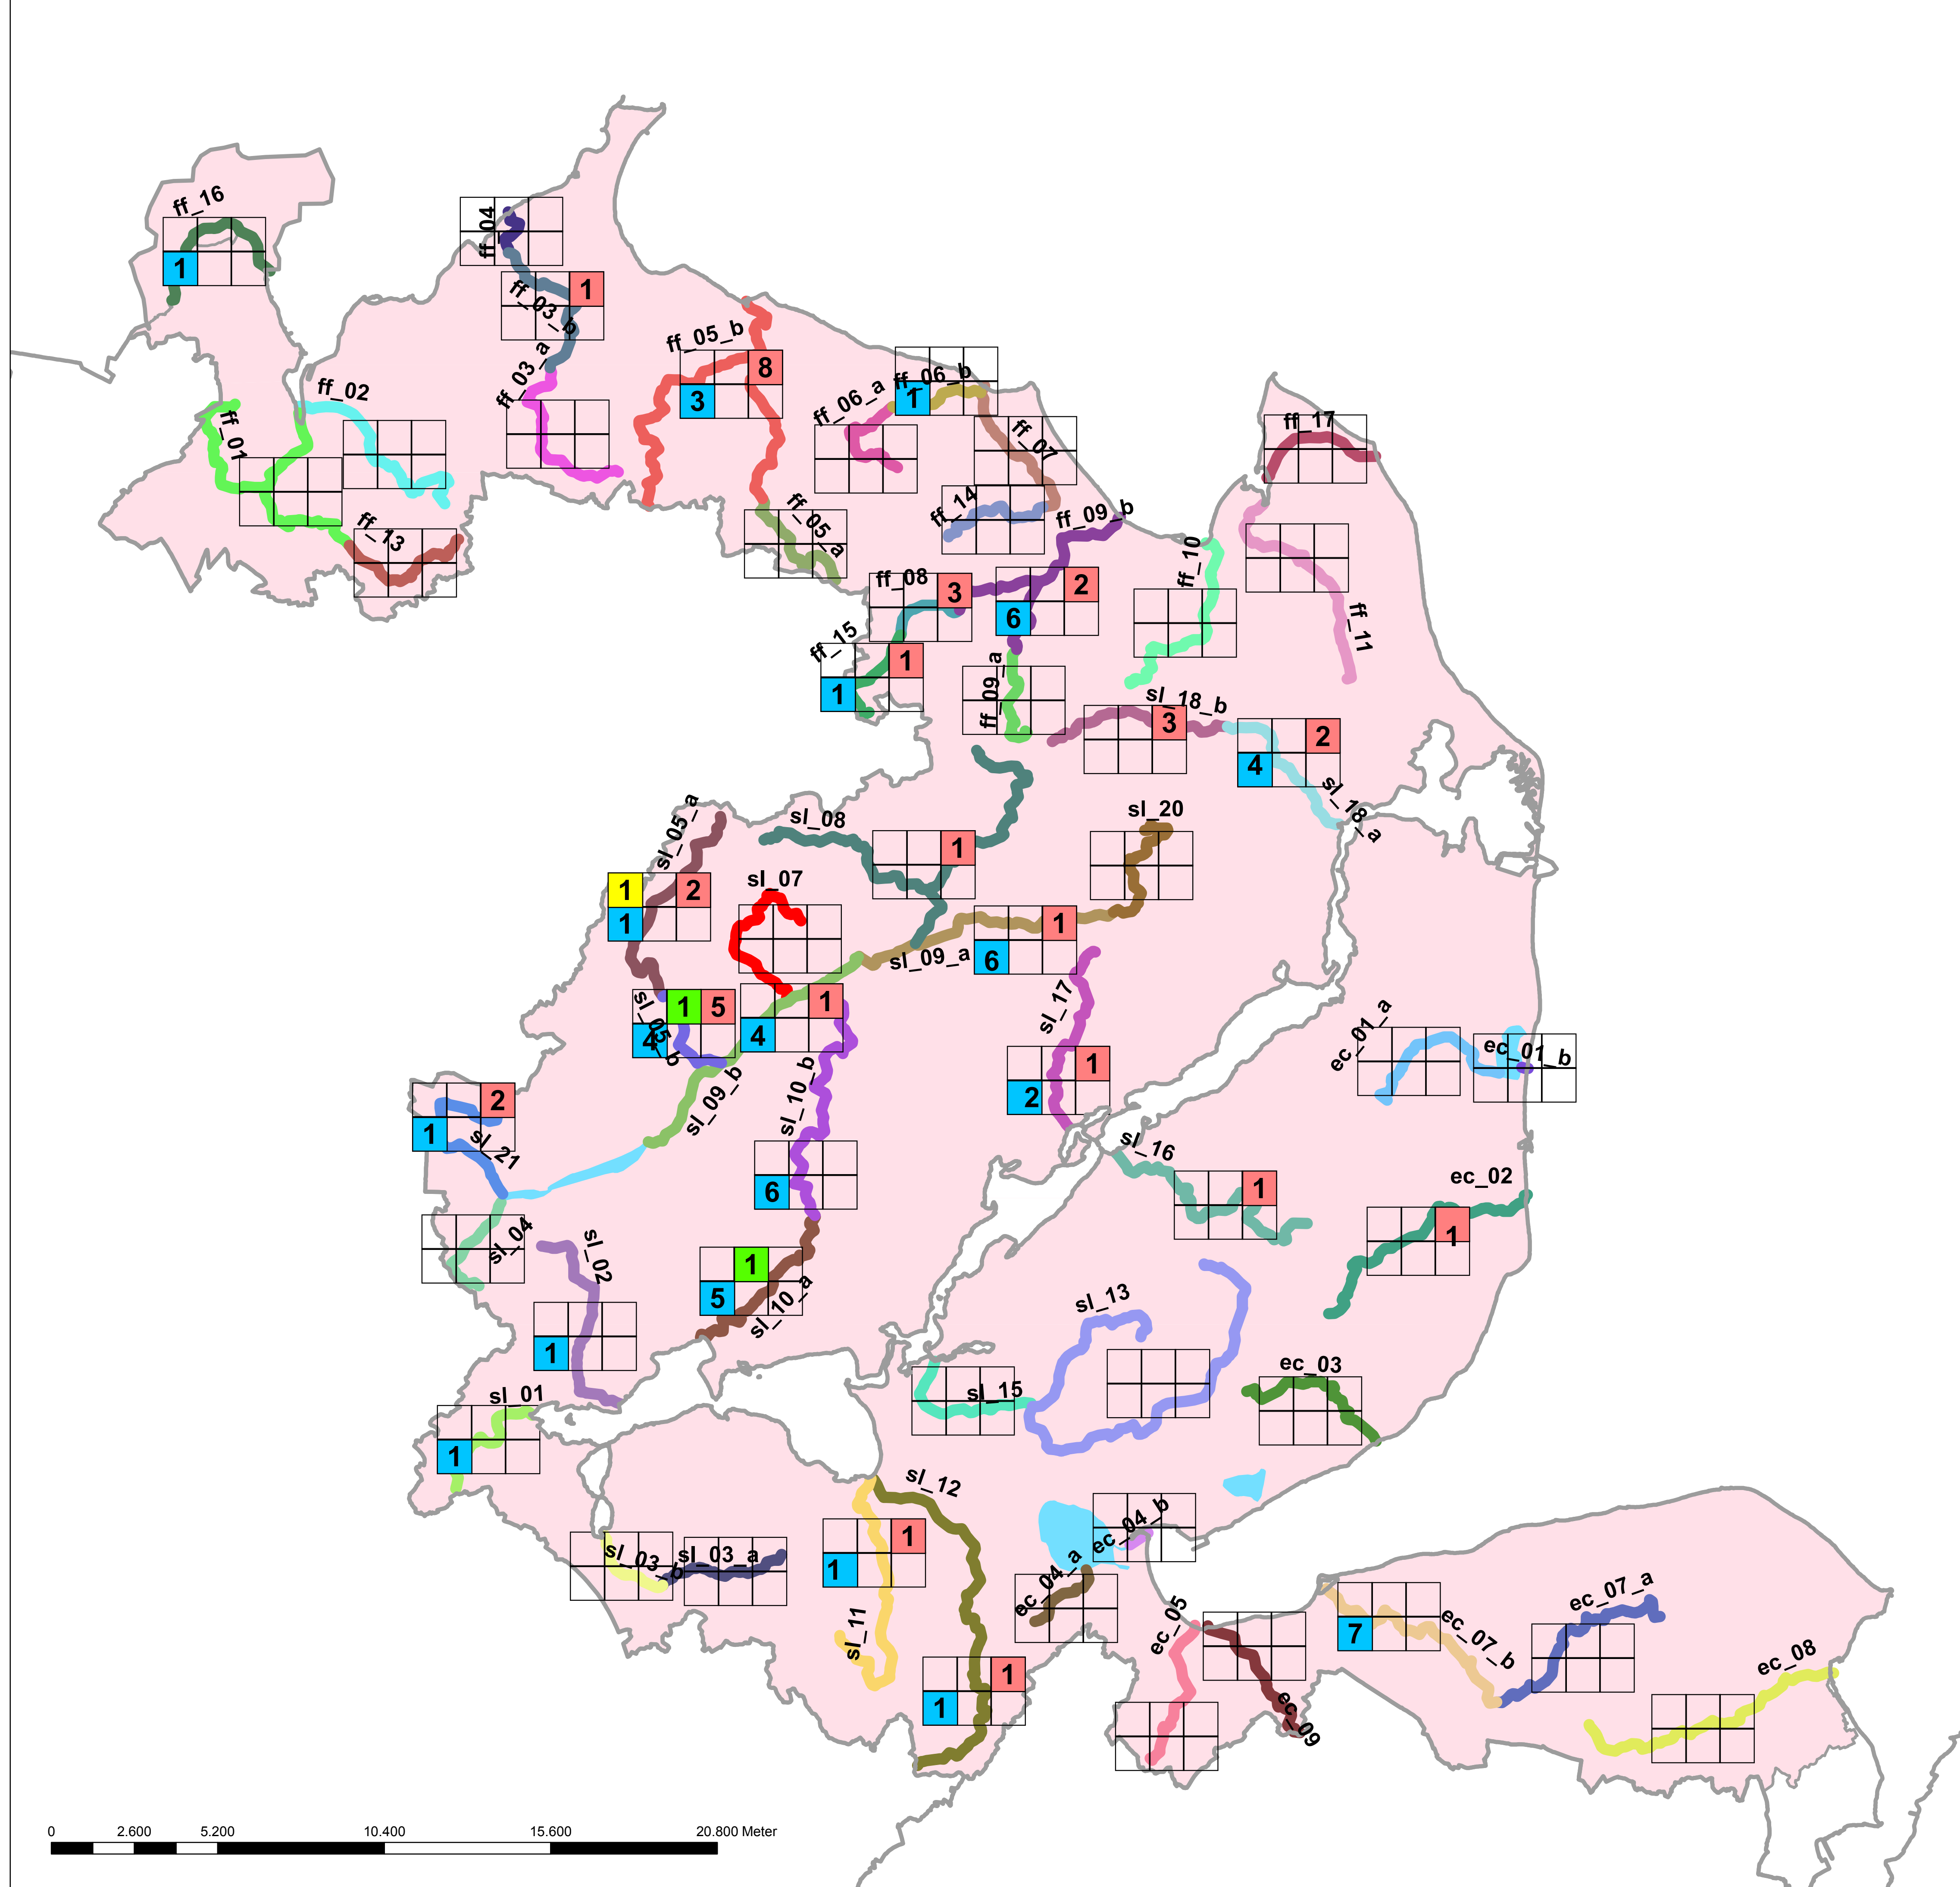 ff_16
1
ff_04
1
ff_03_b
ff_03_a
ff_05_b
8
3
ff_06_b
1
ff_06_a
ff_02
ff_01
ff_17
ff_07
ff_13
ff_05_a
ff_14
ff_09_b
ff_10
ff_08
3
2
6
ff_11
ff_15
1
1
ff_09_a
sl_18_b
3
2
4
sl_18_a
sl_05_a
sl_08
sl_20
1
1
2
1
sl_07
1
6
sl_09_a
sl_17
1
5
4
sl_05_b
1
4
ec_01_a
ec_01_b
1
2
sl_09_b
sl_10_b
2
1
sl_21
sl_16
6
1
ec_02
1
sl_04
sl_02
1
5
sl_10_a
sl_13
1
ec_03
sl_15
sl_01
1
sl_12
1
1
sl_03_b
sl_03_a
ec_04_b
ec_04_a
sl_11
ec_05
7
ec_07_b
ec_07_a
1
1
ec_08
ec_09
0 2.600 5.200 10.400 15.600 20.800 Meter